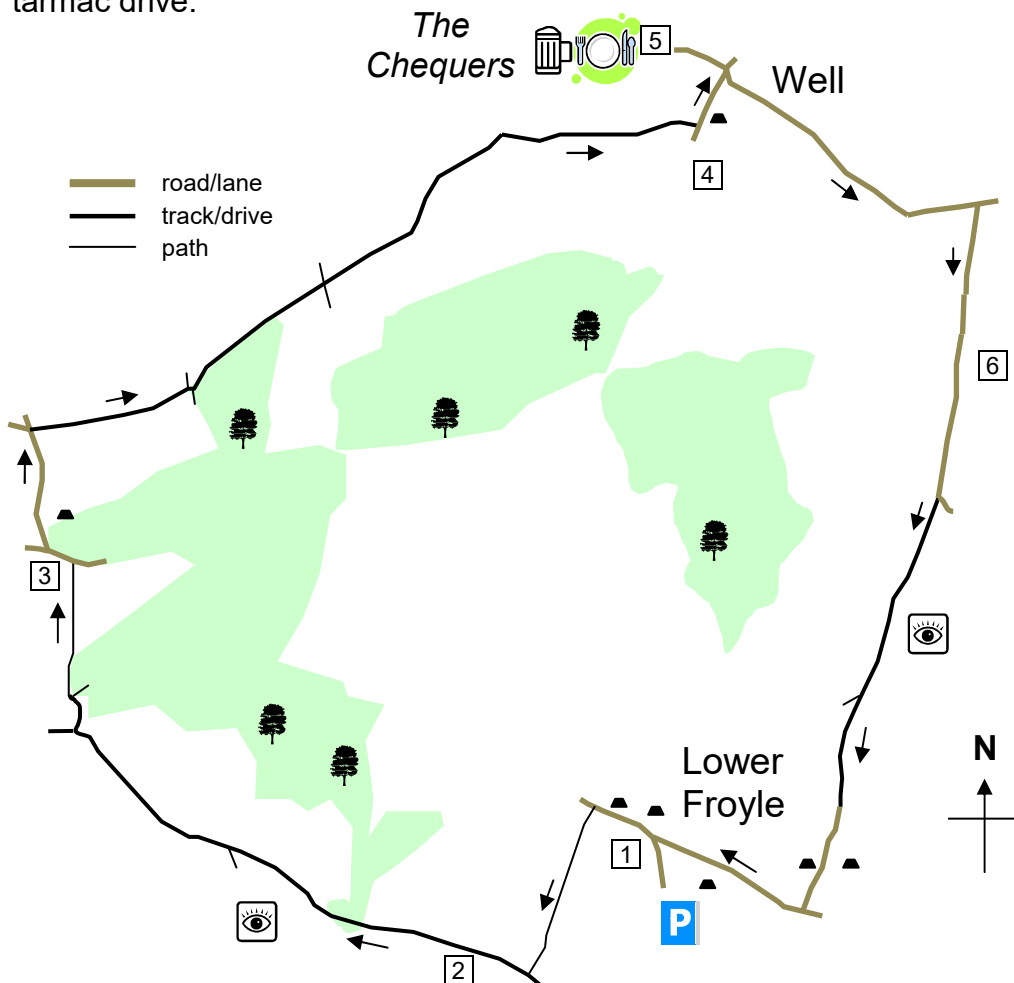 tarmac drive.
The
Chequers
5
Well
4
road/lane
track/drive
path
6
3
Lower
Froyle
N
1
P
2